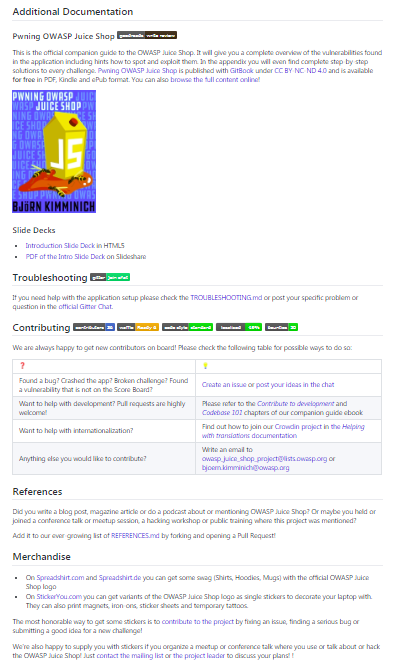 Additional Documentation
Pwning OWASP Juice Shop goodreads write review
This is the official companion guide to the OWASP Juice Shop. It will give you a complete overview of the vulnerabilities found
in the application including hints how to spot and exploit them. In the appendix you will even find complete step-by-step
solutions to every challenge. Pwning OWASP Juice Shop is published with GitBook under CC BY-NC-ND 4.0 and is available
for free in PDF, Kindle and ePub format. You can also browse the full content online!
PWNING OWASP
JUICE SHOP
JS
BJÖRN KIMMINICH
Slide Decks
• Introduction Slide Deck in HTML5
• PDF of the Intro Slide Deck on Slideshare
Troubleshooting gitter join chat
If you need help with the application setup please check the TROUBLESHOOTING.md or post your specific problem or
question in the official Gitter Chat.
Contributing contributors waffle Ready code style standard localized bounties
We are always happy to get new contributors on board! Please check the following table for possible ways to do so:
Found a bug? Crashed the app? Broken challenge? Found
a vulnerability that is not on the Score Board?
Create an issue or post your ideas in the chat
Want to help with development? Pull requests are highly
welcome!
Please refer to the Contribute to development and
Codebase 101 chapters of our companion guide ebook
Want to help with internationalization?
Find out how to join our Crowdin project in the Helping
with translations documentation
Anything else you would like to contribute?
Write an email to
owasp_juice_shop_project@lists.owasp.org or
bjoern.kimminich@owasp.org
References
Did you write a blog post, magazine article or do a podcast about or mentioning OWASP Juice Shop? Or maybe you held or
joined a conference talk or meetup session, a hacking workshop or public training where this project was mentioned?
Add it to our ever growing list of REFERENCES.md by forking and opening a Pull Request!
Merchandise
• On Spreadshirt.com and Spreadshirt.de you can get some swag (Shirts, Hoodies, Mugs) with the official OWASP Juice
Shop logo
• On StickerYou.com you can get variants of the OWASP Juice Shop logo as single stickers to decorate your laptop with.
They can also print magnets, iron-ons, sticker sheets and temporary tattoos.
The most honorable way to get some stickers is to contribute to the project by fixing an issue, finding a serious bug or
submitting a good idea for a new challenge!
We're also happy to supply you with stickers if you organize a meetup or conference talk where you use or talk about or hack
the OWASP Juice Shop! Just contact the mailing list or the project leader to discuss your plans! !